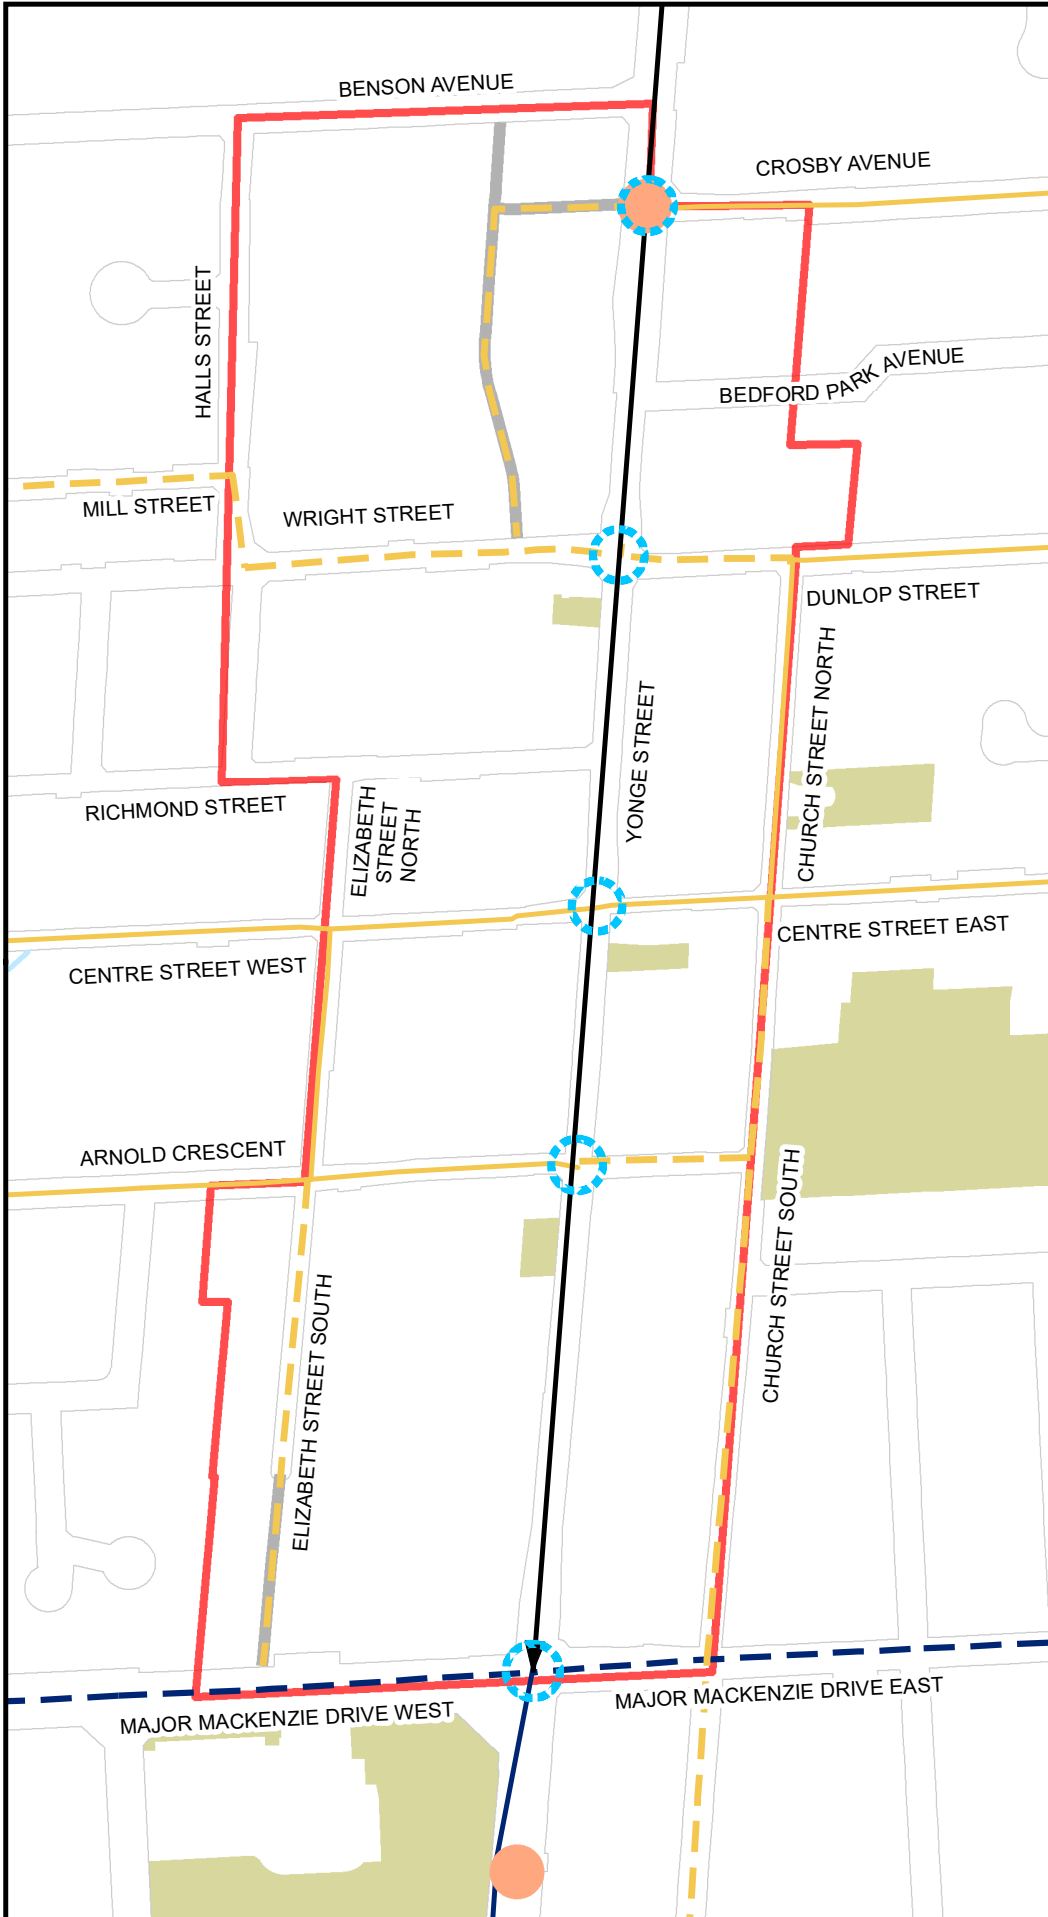 BENSON AVENUE
CROSBY AVENUE
HALLS STREET
BEDFORD PARK AVENUE
MILL STREET
WRIGHT STREET
DUNLOP STREET
CHURCH STREET NORTH
YONGE STREET
RICHMOND STREET
ELIZABETH
STREET
NORTH
CENTRE STREET EAST
CENTRE STREET WEST
ARNOLD CRESCENT
CHURCH STREET SOUTH
ELIZABETH STREET SOUTH
MAJOR MACKENZIE DRIVE EAST
MAJOR MACKENZIE DRIVE WEST